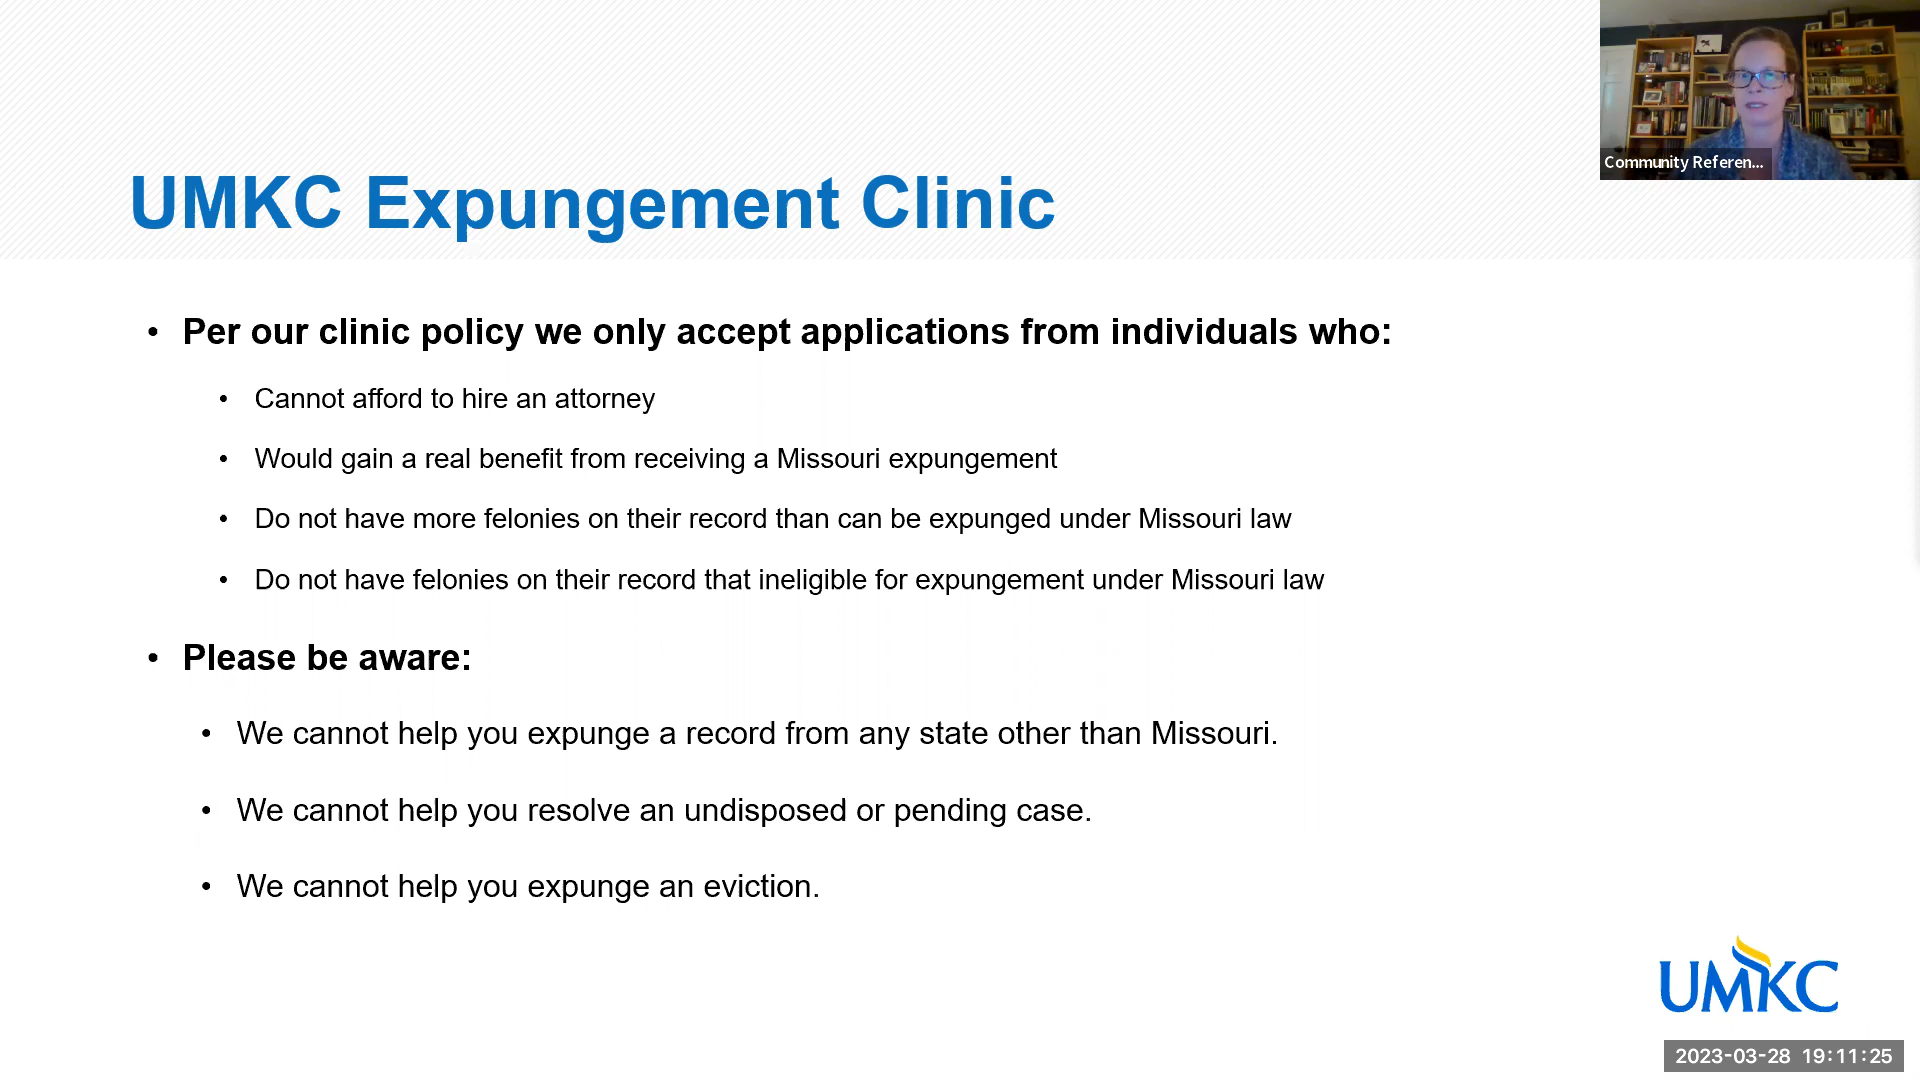 Community Referen...
UMKC Expungement Clinic
• Per our clinic policy we only accept applications from individuals who:
• Cannot afford to hire an attorney
• Would gain a real benefit from receiving a Missouri expungement
• Do not have more felonies on their record than can be expunged under Missouri law
• Do not have felonies on their record that ineligible for expungement under Missouri law
• Please be aware:
• We cannot help you expunge a record from any state other than Missouri.
• We cannot help you resolve an undisposed or pending case.
• We cannot help you expunge an eviction.
UMKC
2023-03-28 19:11:25